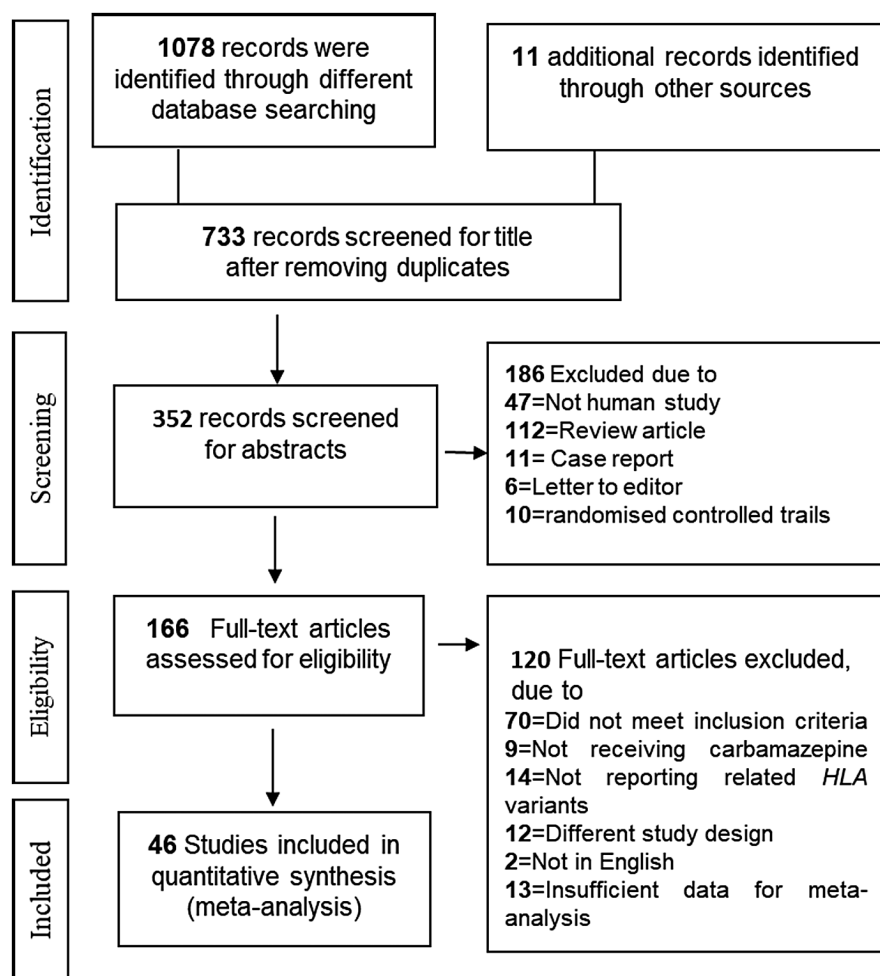 Identification
1078 records were
identified through different
database searching
11 additional records identified
through other sources
733 records screened for title
after removing duplicates
Screening
352 records screened
for abstracts
186 Excluded due to
47=Not human study
112=Review article
11= Case report
6=Letter to editor
10=randomised controlled trails
Eligibility
166 Full-text articles
assessed for eligibility
120 Full-text articles excluded,
due to
70=Did not meet inclusion criteria
9=Not receiving carbamazepine
14=Not reporting related HLA
variants
12=Different study design
2=Not in English
13=Insufficient data for meta-
analysis
Included
46 Studies included in
quantitative synthesis
(meta-analysis)